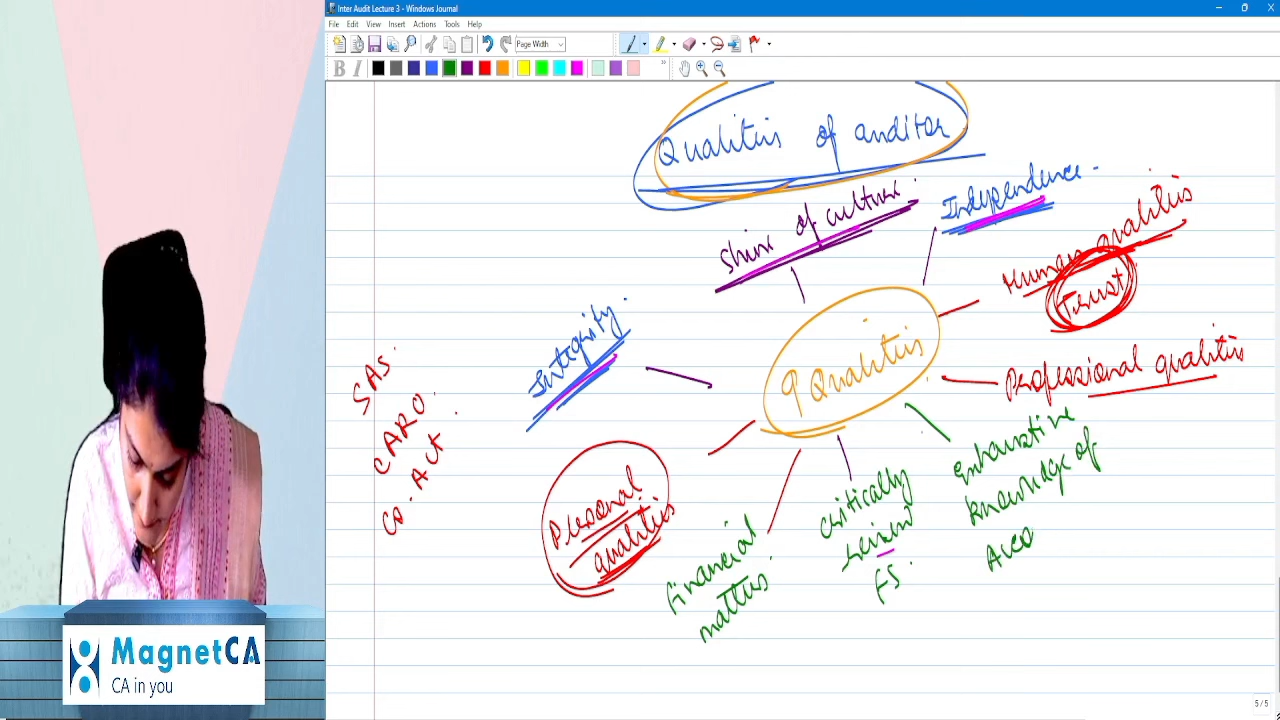 Inter Audit Lecture 3 - Windows Journal
File Edit View Insert Actions Tools Help
Page Width
B I
Qualities of auditor
Shine of culture.
Independence.
Human qualities
Trust
Integrity.
9 Qualities
Professional qualities
SAs.
CARO.
Co. Act
Personal
qualities
Financial
matters.
critically
FS.
exhaustive
knowledge of
MagnetCA
CA in you
5 / 5